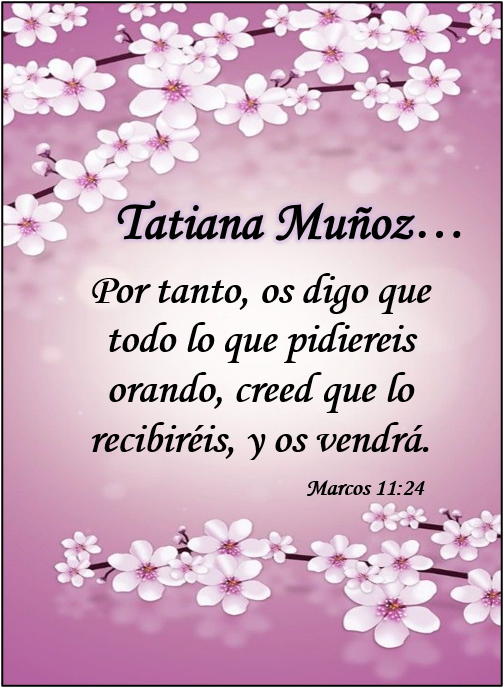 Tatiana Muñoz...
Por tanto, os digo que
todo lo que pidiereis
orando, creed que lo
recibiréis, y os vendrá.
Marcos 11:24